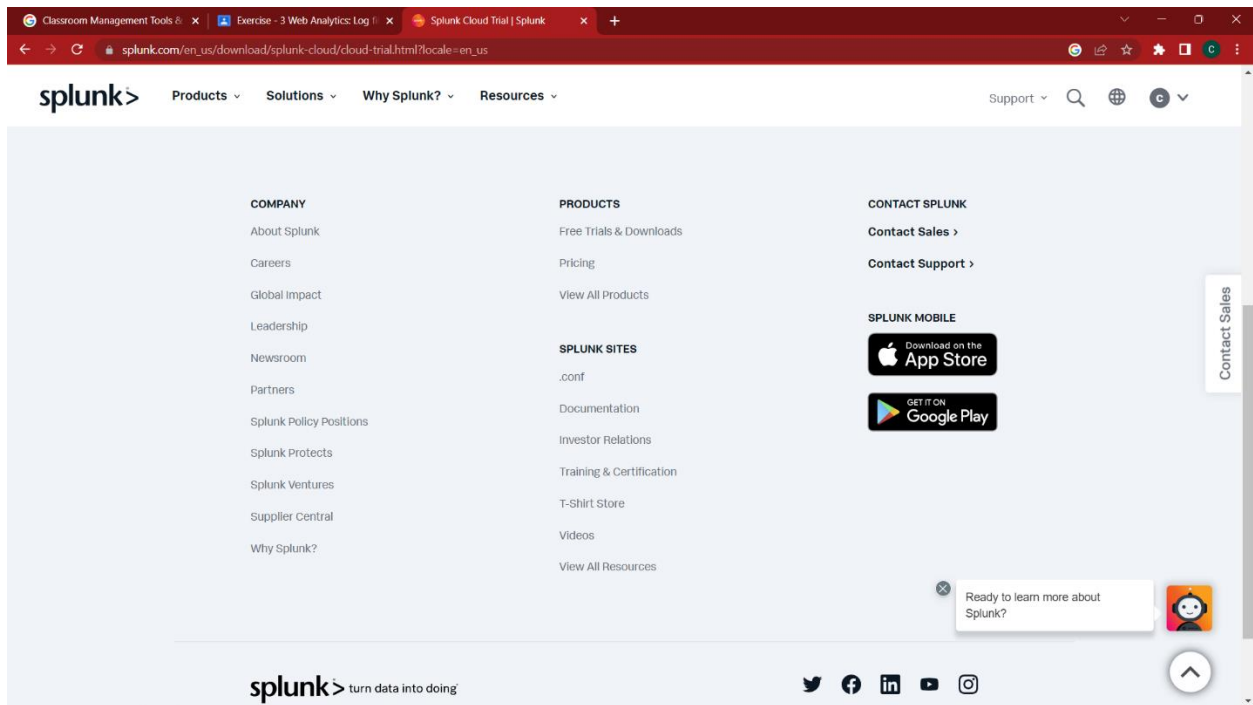 Classroom Management Tools &
Exercise - 3 Web Analytics: Log fi
Splunk Cloud Trial | Splunk
splunk.com/en_us/download/splunk-cloud/cloud-trial.html?locale=en_us
G
C
splunk>
Products
Solutions
Why Splunk?
Resources
Support
C
COMPANY
About Splunk
Careers
Global Impact
Leadership
Newsroom
Partners
Splunk Policy Positions
Splunk Protects
Splunk Ventures
Supplier Central
Why Splunk?
PRODUCTS
Free Trials & Downloads
Pricing
View All Products
SPLUNK SITES
.conf
Documentation
Investor Relations
Training & Certification
T-Shirt Store
Videos
View All Resources
CONTACT SPLUNK
Contact Sales >
Contact Support >
SPLUNK MOBILE
Download on the
App Store
GET IT ON
Google Play
Contact Sales
Ready to learn more about
Splunk?
splunk> turn data into doing®
in